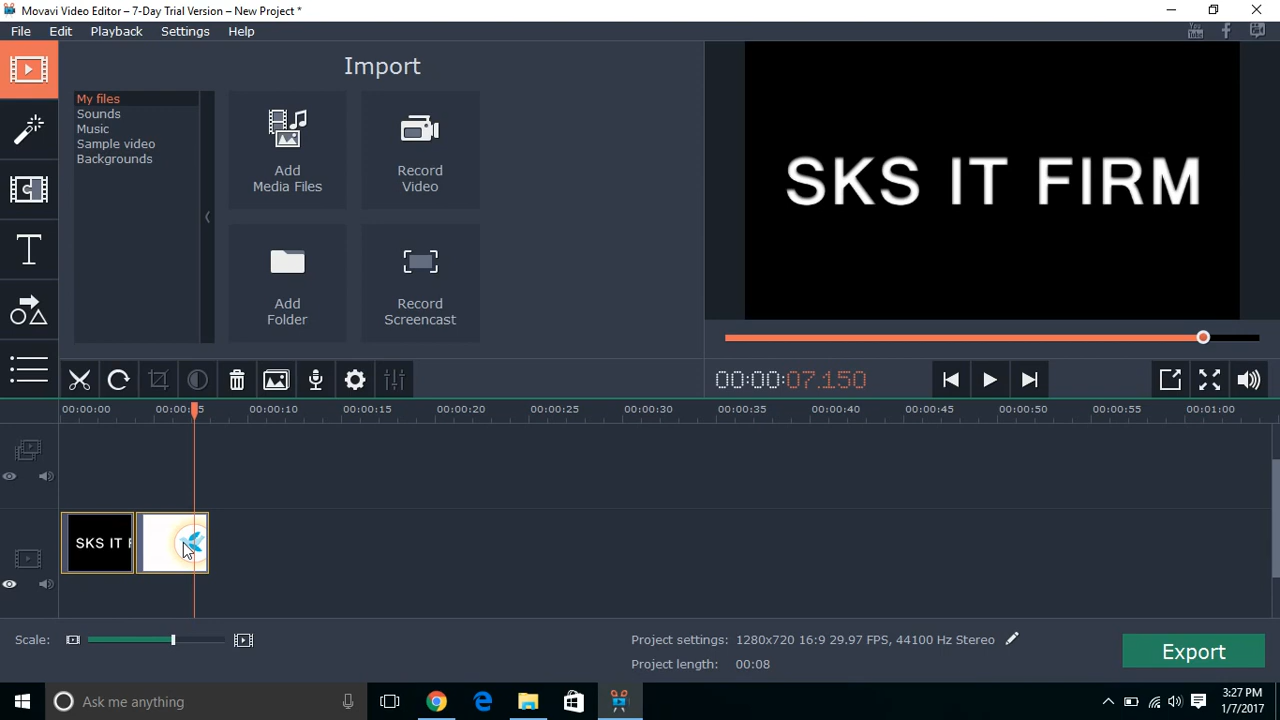 Movavi Video Editor – 7-Day Trial Version – New Project *
File Edit Playback Settings Help
You Tube
Import
My files
Sounds
Music
Sample video
Backgrounds
Add Media Files
Record Video
Add Folder
Record Screencast
SKS IT FIRM
00:00:07.150
00:00:00 00:00:05 00:00:10 00:00:15 00:00:20 00:00:25 00:00:30 00:00:35 00:00:40 00:00:45 00:00:50 00:00:55 00:01:00
SKS IT F
Scale:
Project settings: 1280x720 16:9 29.97 FPS, 44100 Hz Stereo
Project length: 00:08
Export
Ask me anything
3:27 PM
1/7/2017